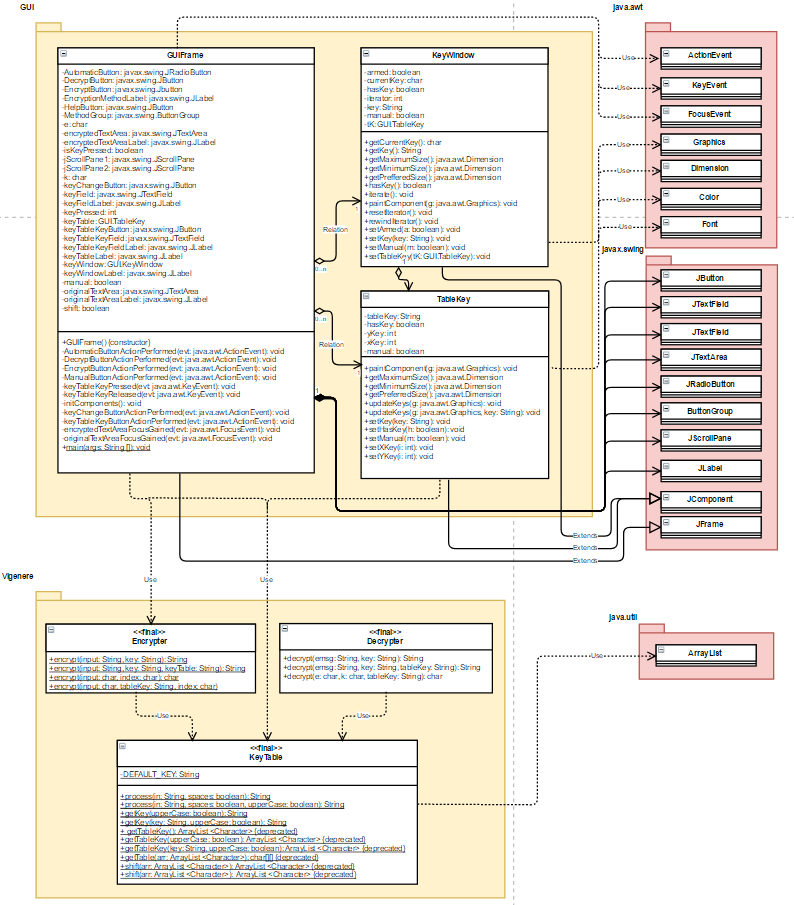 GUI
GUIFrame
-AutomaticButton: javax.swing.JRadioButton
-DecryptButton: javax.swing.JButton
-EncryptButton: javax.swing.Jbutton
-EncryptionMethodLabel: javax.swing.JLabel
-HelpButton: javax.swing.JButton
-MethodGroup: javax.swing.ButtonGroup
-e: char
-encryptedTextArea: javax.swing.JTextArea
-encryptedTextAreaLabel: javax.swing.JLabel
-isKeyPressed: boolean
-jScrollPane1: javax.swing.JScrollPane
-jScrollPane2: javax.swing.JScrollPane
-k: char
-keyChangeButton: javax.swing.JButton
-keyField: javax.swing.JTextField
-keyFieldLabel: javax.swing.JLabel
-keyPressed: int
-keyTable: GUI.TableKey
-keyTableKeyButton: javax.swing.JButton
-keyTableKeyField: javax.swing.JTextField
-keyTableKeyFieldLabel: javax.swing.JLabel
-keyTableLabel: javax.swing.JLabel
-keyWindow: GUI.KeyWindow
-keyWindowLabel: javax.swing.JLabel
-manual: boolean
-originalTextArea: javax.swing.JTextArea
-originalTextAreaLabel: javax.swing.JLabel
-shift: boolean
+GUIFrame() {constructor}
-AutomaticButtonActionPerformed(evt: java.awt.ActionEvent): void
-DecryptButtonActionPerformed(evt: java.awt.ActionEvent): void
-EncryptButtonActionPerformed(evt: java.awt.ActionEvent): void
-ManualButtonActionPerformed(evt: java.awt.ActionEvent): void
-keyTableKeyPressed(evt: java.awt.KeyEvent): void
-keyTableKeyReleased(evt: java.awt.KeyEvent): void
-initComponents(): void
-keyChangeButtonActionPerformed(evt: java.awt.ActionEvent): void
-keyTableKeyButtonActionPerformed(evt: java.awt.ActionEvent): void
-encryptedTextAreaFocusGained(evt: java.awt.FocusEvent): void
-originalTextAreaFocusGained(evt: java.awt.FocusEvent): void
+main(args: String []): void
KeyWindow
-armed: boolean
-currentKey: char
-hasKey: boolean
-iterator: int
-key: String
-manual: boolean
-tK: GUI.TableKey
+getCurrentKey(): char
+getKey(): String
+getMaximumSize(): java.awt.Dimension
+getMinimumSize(): java.awt.Dimension
+getPrefferedSize(): java.awt.Dimension
+hasKey(): boolean
+iterate(): void
+paintComponent(g: java.awt.Graphics): void
+resetIterator(): void
+rewindIterator(): void
+setArmed(a: boolean): void
+setKey(key: String): void
+setManual(m: boolean): void
+setTableKey(tK: GUI.TableKey): void
Relation
0..n
1
1
0..n
Relation
1
1
TableKey
-tableKey: String
-hasKey: boolean
-yKey: int
-xKey: int
-manual: boolean
+paintComponent(g: java.awt.Graphics): void
+getMaximumSize(): java.awt.Dimension
+getMinimumSize(): java.awt.Dimension
+getPreferredSize(): java.awt.Dimension
+updateKeys(g: java.awt.Graphics): void
+updateKeys(g: java.awt.Graphics, key: String): void
+setKey(key: String): void
+setHasKey(h: boolean): void
+setManual(m: boolean): void
+setXKey(i: int): void
+setYKey(i: int): void
java.awt
Use
ActionEvent
Use
KeyEvent
Use
FocusEvent
Use
Graphics
Use
Dimension
Use
Color
Use
Font
javax.swing
JButton
JTextField
JTextField
JTextArea
JRadioButton
ButtonGroup
JScrollPane
JLabel
JComponent
JFrame
Extends
Extends
Extends
Vigenere
Use
Use
<<final>>
Encrypter
+encrypt(input: String, key: String): String
+encrypt(input: String, key: String, keyTable: String): String
+encrypt(input: char, index: char): char
+encrypt(input: char, tableKey: String, index: char)
<<final>>
Decrypter
+decrypt(emsg: String, key: String): String
+decrypt(emsg: String, key: String, tableKey: String): String
+decrypt(e: char, k: char, tableKey: String): char
Use
Use
<<final>>
KeyTable
-DEFAULT_KEY: String
+process(in: String, spaces: boolean): String
+process(in: String, spaces: boolean, upperCase: boolean): String
+getKey(upperCase: boolean): String
+getKey(key: String, upperCase: boolean): String
+ getTableKey(): ArrayList <Character> {deprecated}
+getTableKey(upperCase: boolean): ArrayList <Character> {deprecated}
+getTableKey(key: String, upperCase: boolean): ArrayList <Character> {deprecated}
+getTable(arr: ArrayList <Character>): char[][] {deprecated}
+shift(arr: ArrayList <Character>): ArrayList <Character> {deprecated}
+shift(arr: ArrayList <Character>): ArrayList <Character> {deprecated}
java.util
Use
ArrayList